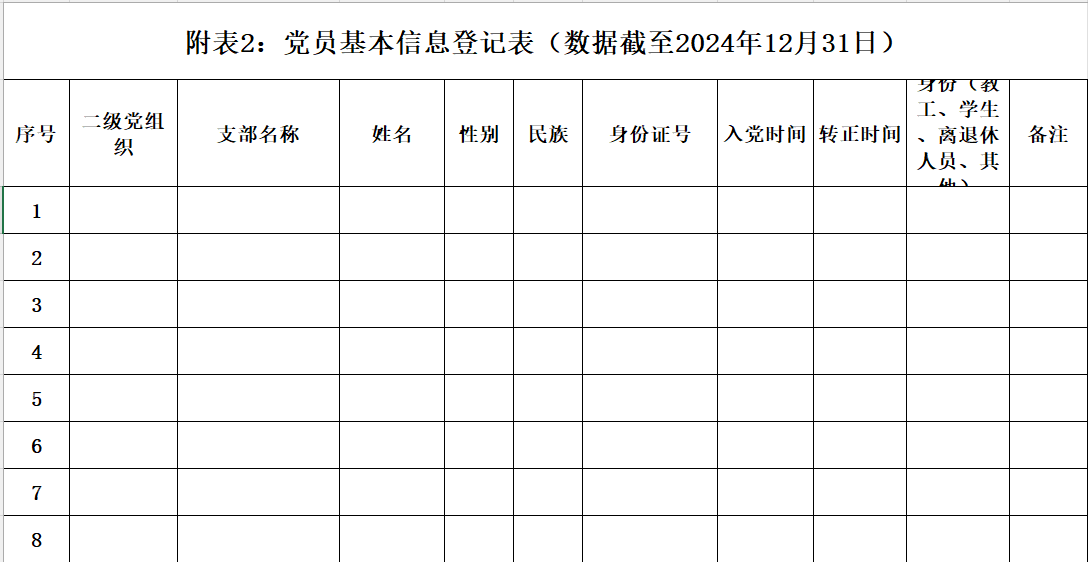 附表2：党员基本信息登记表（数据截至2024年12月31日）
序号
二级党组
织
支部名称
姓名
性别
民族
身份证号
入党时间
转正时间
身份（教
工、学生
、离退休
人员、其
他）
备注
1
2
3
4
5
6
7
8